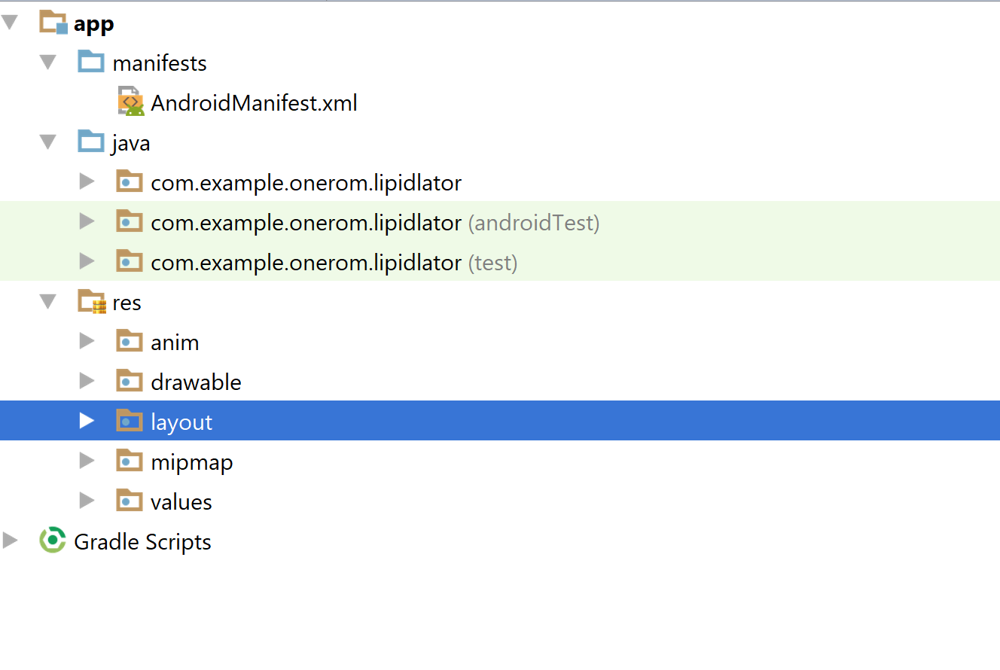 app
manifests
AndroidManifest.xml
java
com.example.onerom.lipidlator
com.example.onerom.lipidlator (androidTest)
com.example.onerom.lipidlator (test)
res
anim
drawable
layout
mipmap
values
Gradle Scripts